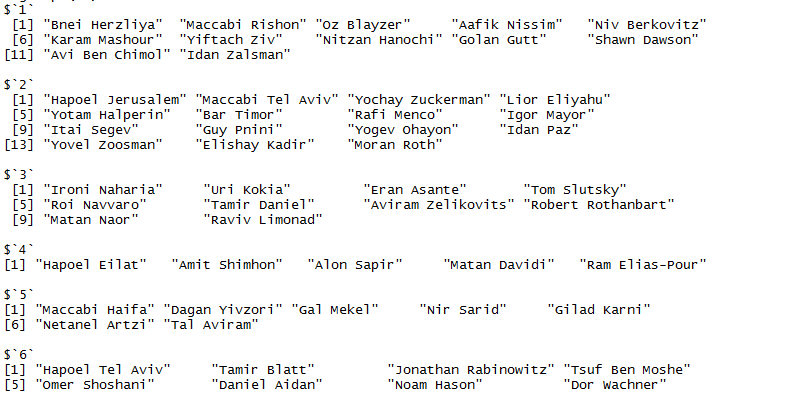 $`1`
[1] "Bnei Herzliya" "Maccabi Rishon" "Oz Blayzer" "Aafik Nissim" "Niv Berkovitz"
[6] "Karam Mashour" "Yiftach Ziv" "Nitzan Hanochi" "Golan Gutt" "Shawn Dawson"
[11] "Avi Ben Chimol" "Idan Zalsman"
$`2`
[1] "Hapoel Jerusalem" "Maccabi Tel Aviv" "Yochay Zuckerman" "Lior Eliyahu"
[5] "Yotam Halperin" "Bar Timor" "Rafi Menco" "Igor Mayor"
[9] "Itai Segev" "Guy Pnini" "Yogev Ohayon" "Idan Paz"
[13] "Yovel Zoosman" "Elishay Kadir" "Moran Roth"
$`3`
[1] "Ironi Naharia" "Uri Kokia" "Eran Asante" "Tom Slutsky"
[5] "Roi Navvaro" "Tamir Daniel" "Aviram Zelikovits" "Robert Rothanbart"
[9] "Matan Naor" "Raviv Limonad"
$`4`
[1] "Hapoel Eilat" "Amit Shimhon" "Alon Sapir" "Matan Davidi" "Ram Elias-Pour"
$`5`
[1] "Maccabi Haifa" "Dagan Yivzori" "Gal Mekel" "Nir Sarid" "Gilad Karni"
[6] "Netanel Artzi" "Tal Aviram"
$`6`
[1] "Hapoel Tel Aviv" "Tamir Blatt" "Jonathan Rabinowitz" "Tsuf Ben Moshe"
[5] "Omer Shoshani" "Daniel Aidan" "Noam Hason" "Dor Wachner"